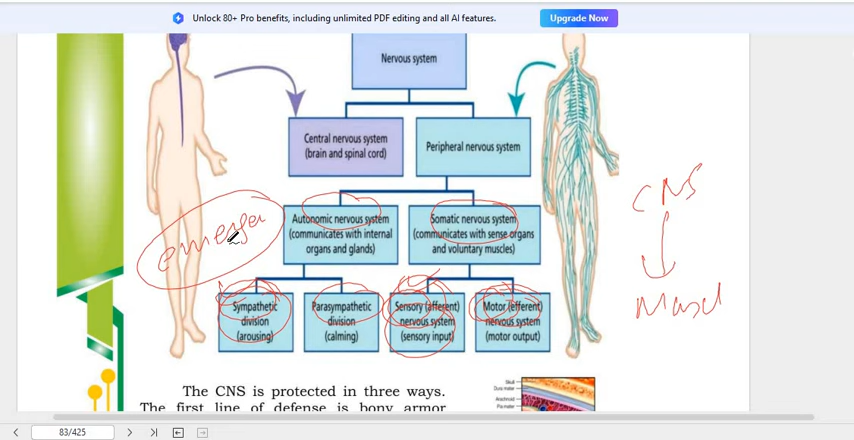 Unlock 80+ Pro benefits, including unlimited PDF editing and all AI features.
Upgrade Now
Nervous system
Central nervous system
(brain and spinal cord)
Peripheral nervous system
Autonomic nervous system
(communicates with internal
organs and glands)
Somatic nervous system
(communicates with sense organs
and voluntary muscles)
CNS
Sympathetic
division
(arousing)
Parasympathetic
division
(calming)
Sensory (afferent)
nervous system
(sensory input)
Motor (efferent)
nervous system
(motor output)
The CNS is protected in three ways.
The first line of defense is bony armor
Skull
Dura mater
Arachnoid
Pia mater
83/425